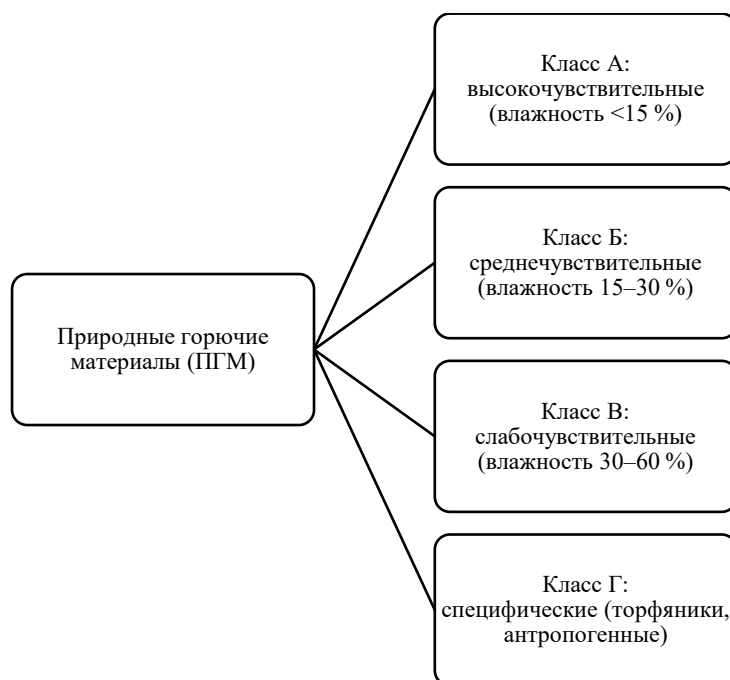 Класс А:
высокочувствительные
(влажность <15 %)
Класс Б:
среднечувствительные
(влажность 15–30 %)
Природные горючие
материалы (ПГМ)
Класс В:
слабочувствительные
(влажность 30–60 %)
Класс Г:
специфические (торфяники,
антропогенные)